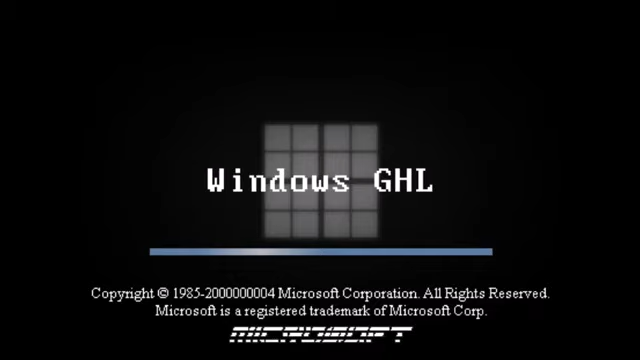 Windows GHL
Copyright © 1985-2000000004 Microsoft Corporation. All Rights Reserved.
Microsoft is a registered trademark of Microsoft Corp.
MICROSOFT